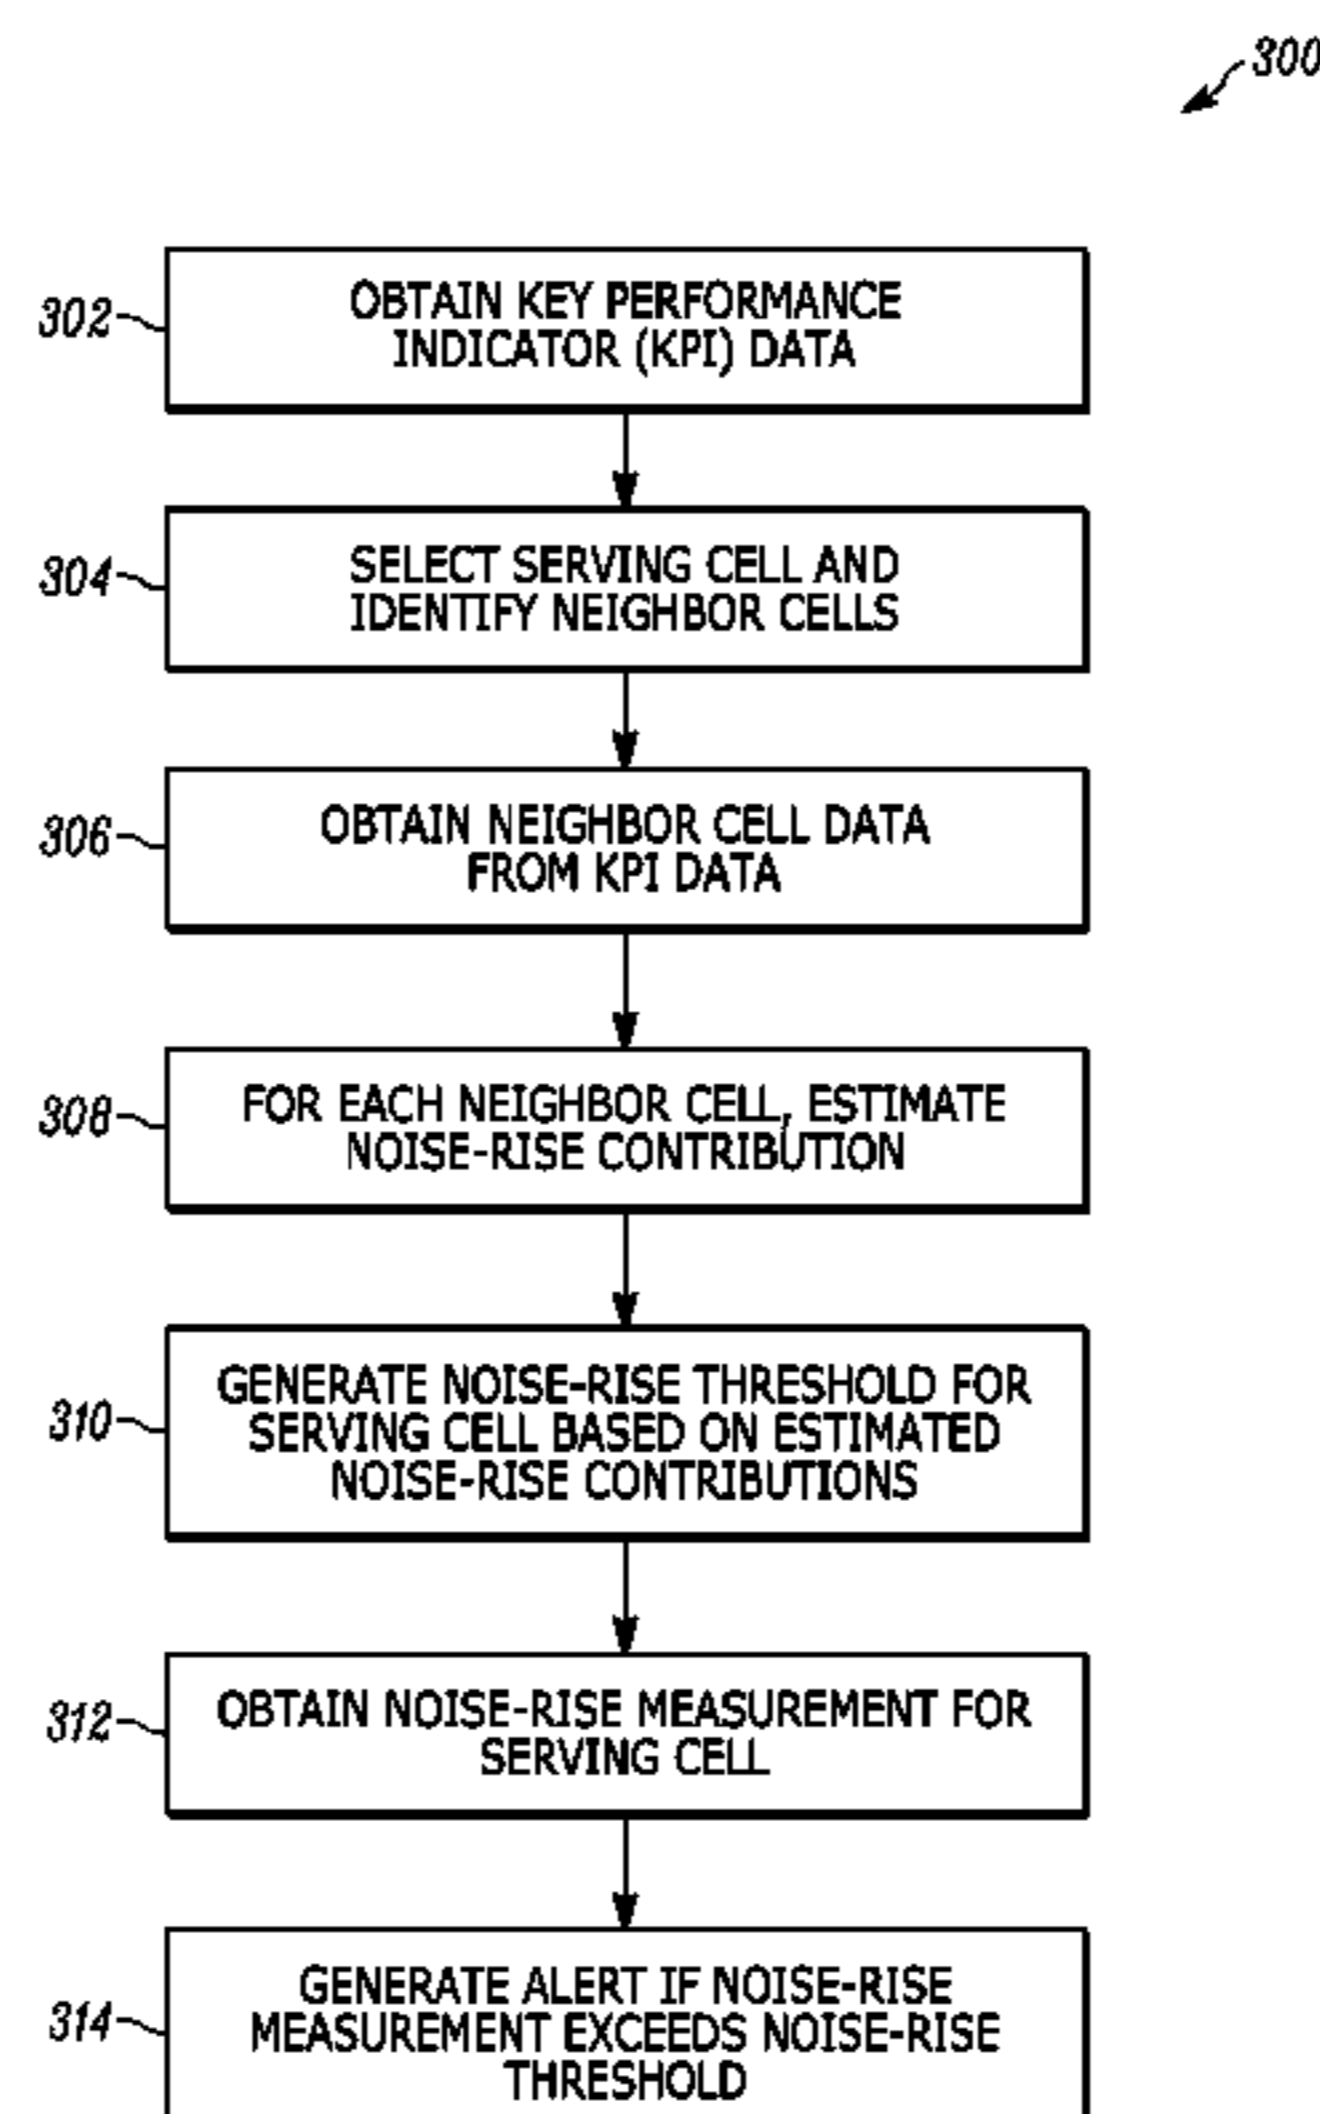 300
302
OBTAIN KEY PERFORMANCE
INDICATOR (KPI) DATA
304
SELECT SERVING CELL AND
IDENTIFY NEIGHBOR CELLS
306
OBTAIN NEIGHBOR CELL DATA
FROM KPI DATA
308
FOR EACH NEIGHBOR CELL, ESTIMATE
NOISE-RISE CONTRIBUTION
310
GENERATE NOISE-RISE THRESHOLD FOR
SERVING CELL BASED ON ESTIMATED
NOISE-RISE CONTRIBUTIONS
312
OBTAIN NOISE-RISE MEASUREMENT FOR
SERVING CELL
314
GENERATE ALERT IF NOISE-RISE
MEASUREMENT EXCEEDS NOISE-RISE
THRESHOLD